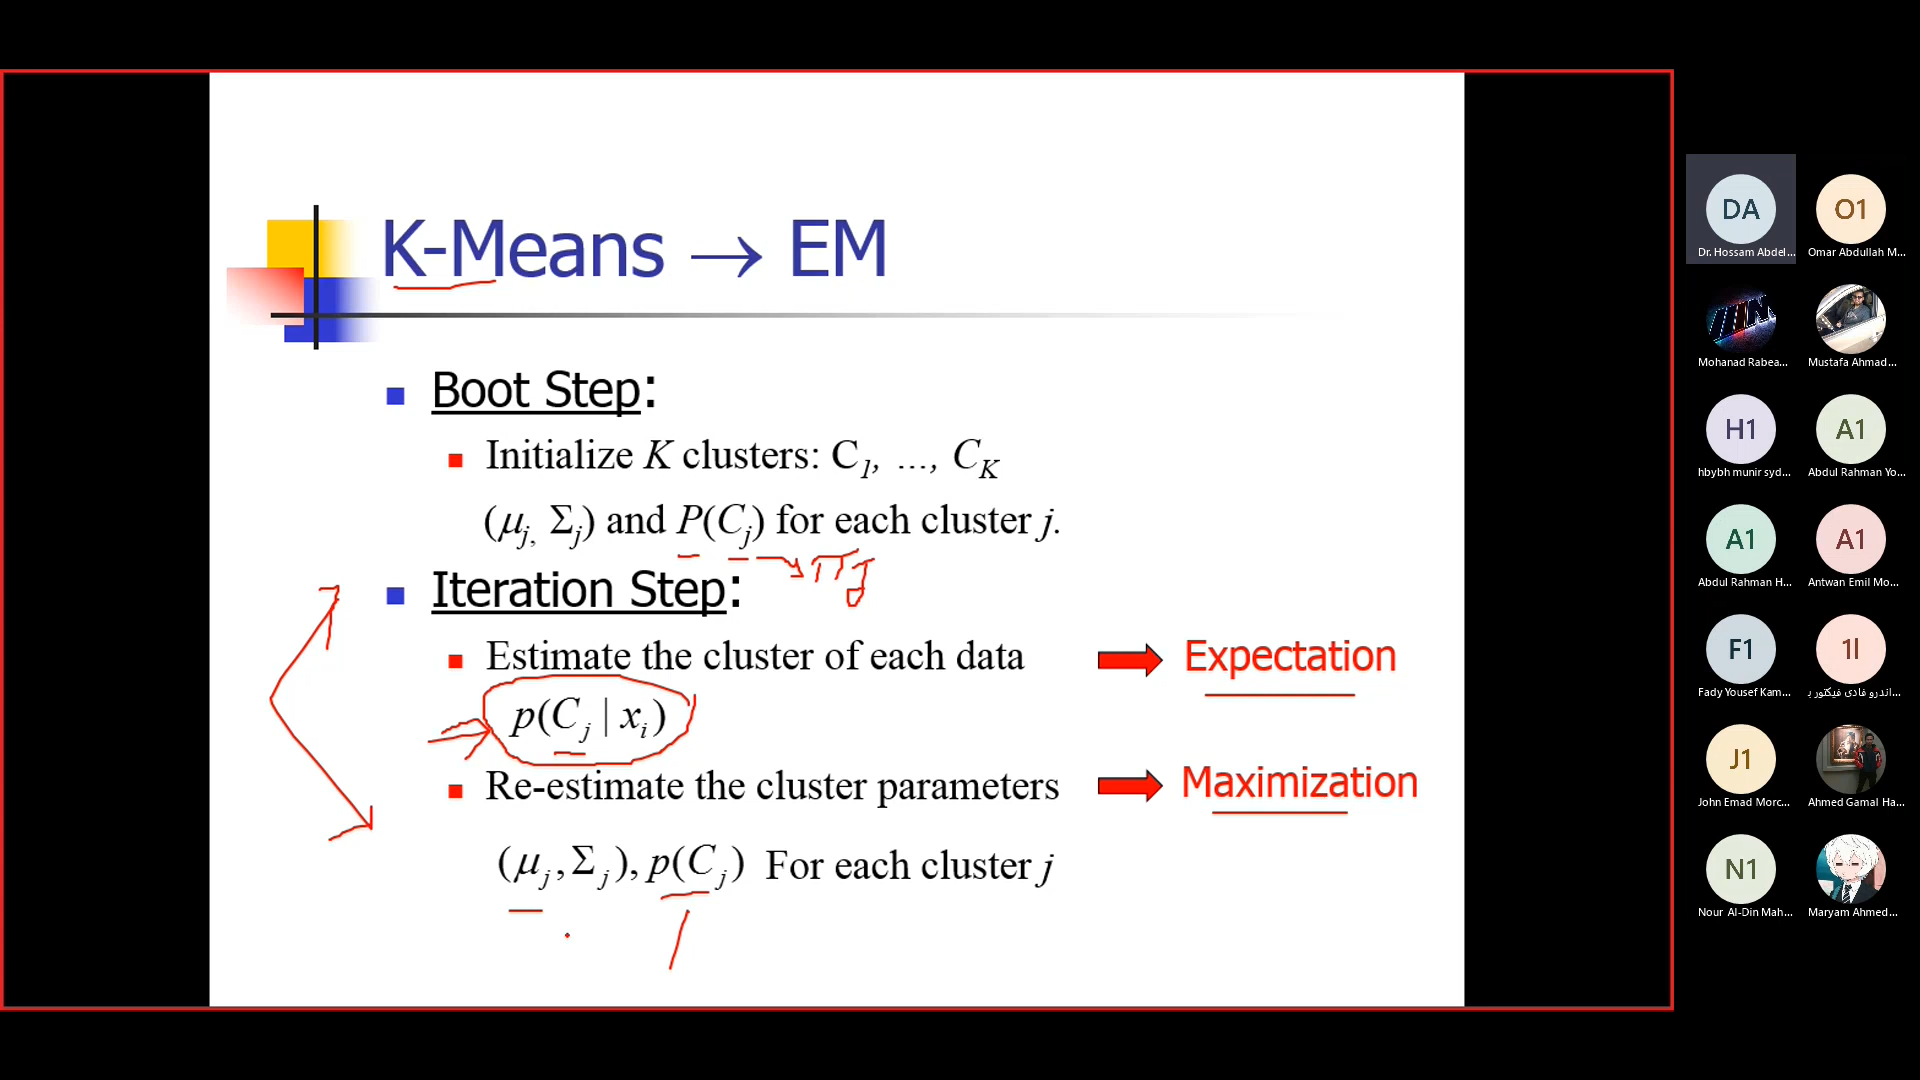 K-Means → EM
Boot Step:
Initialize K clusters: C1, ..., CK
(μj, Σj) and P(Cj) for each cluster j.
πj
Iteration Step:
Estimate the cluster of each data
Expectation
p(Cj | xi)
Re-estimate the cluster parameters
Maximization
(μj, Σj), p(Cj) For each cluster j
DA
Dr. Hossam Abdel...
O1
Omar Abdullah M...
Mohanad Rabea...
Mustafa Ahmad...
H1
hbybh munir syd...
A1
Abdul Rahman Yo...
A1
Abdul Rahman H...
A1
Antwan Emil Mo...
F1
Fady Yousef Kam...
1ا
اندرو فادى فيكتور ب...
J1
John Emad Morc...
Ahmed Gamal Ha...
N1
Nour Al-Din Mah...
Maryam Ahmed...